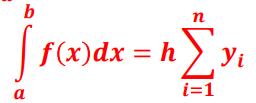 ∫_a^b f(x)dx = h∑_{i=1}^n y_i